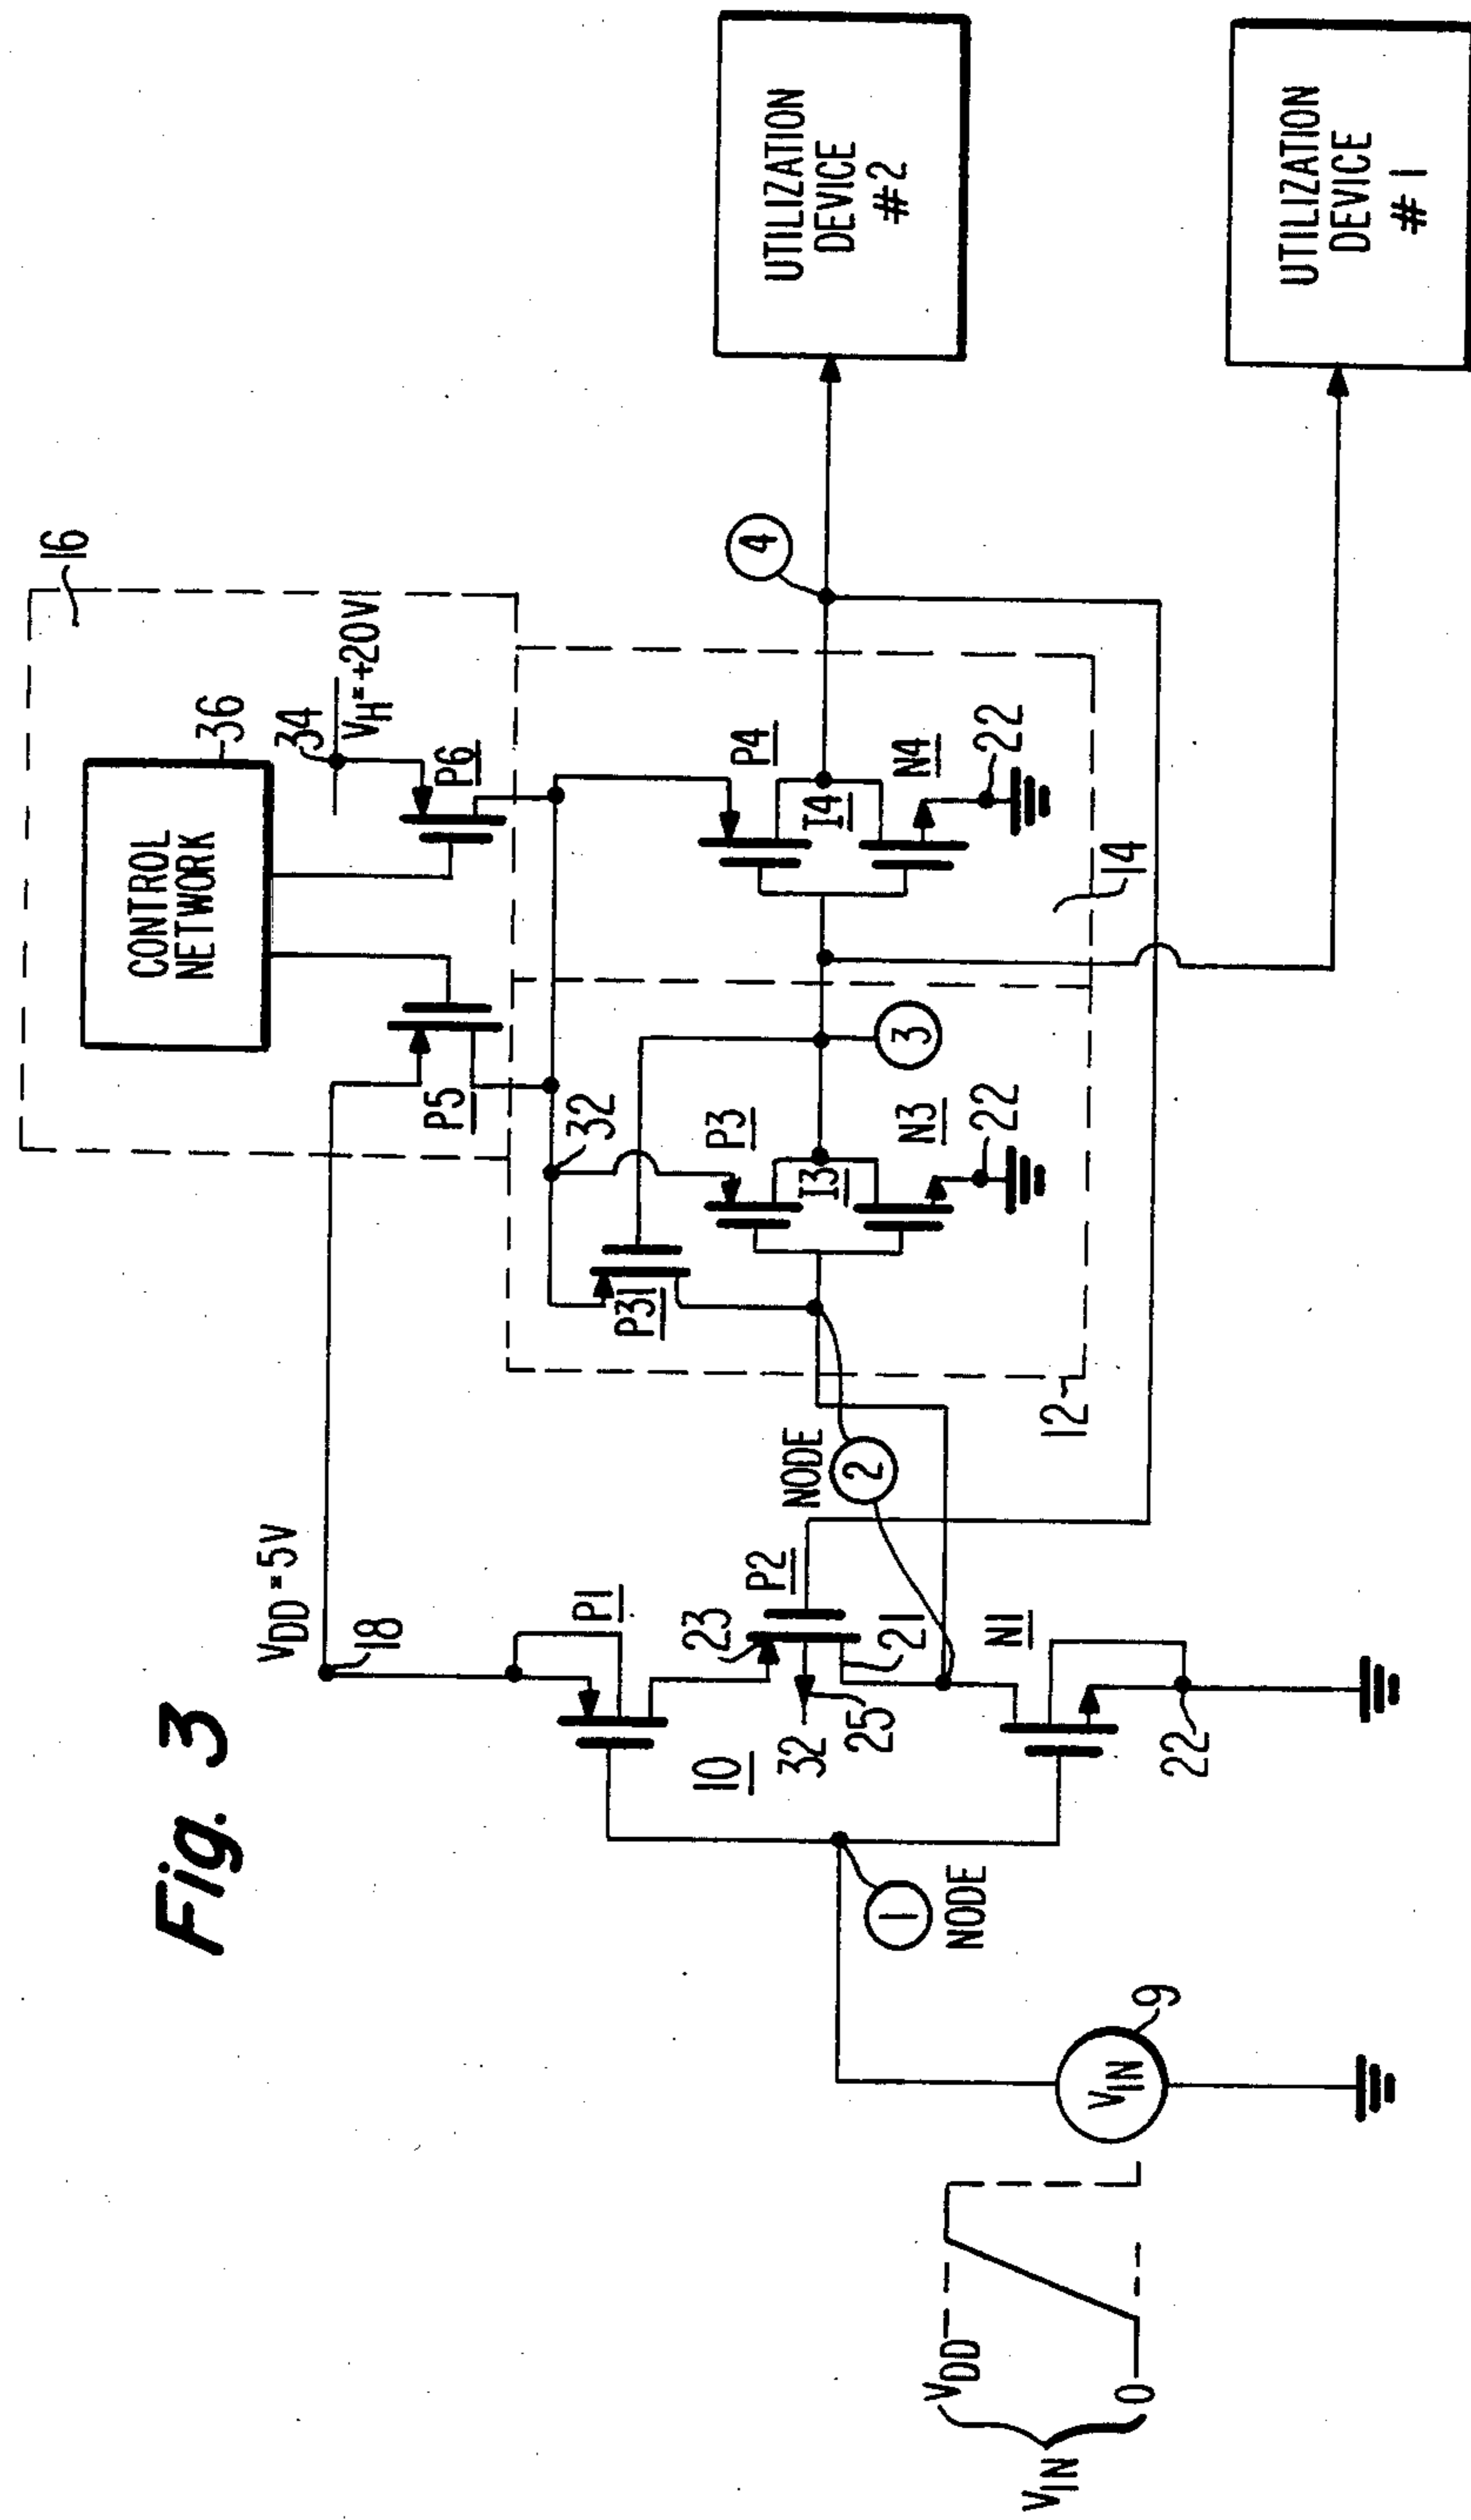 Fig. 3
16
CONTROL
NETWORK
36
34
VH=+20V
P6
VDD=5V
18
P5
32
P1
P31
P3
P4
UTILIZATION
DEVICE
#2
4
I3
I4
10
23
P2
NODE
2
32
25
21
N3
22
3
N4
22
14
12
N1
1
NODE
22
VIN
9
VDD
0
VIN
UTILIZATION
DEVICE
#1